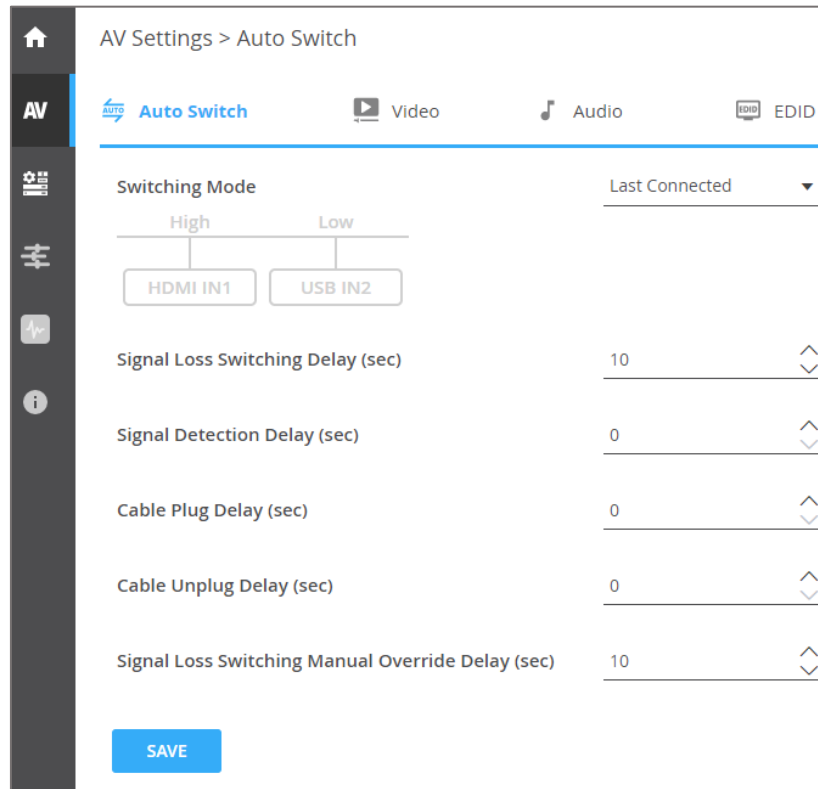 AV Settings > Auto Switch
AV
AUTO Auto Switch Video Audio EDID EDID
Switching Mode Last Connected
High Low
HDMI IN1 USB IN2
Signal Loss Switching Delay (sec) 10
Signal Detection Delay (sec) 0
Cable Plug Delay (sec) 0
Cable Unplug Delay (sec) 0
Signal Loss Switching Manual Override Delay (sec) 10
SAVE